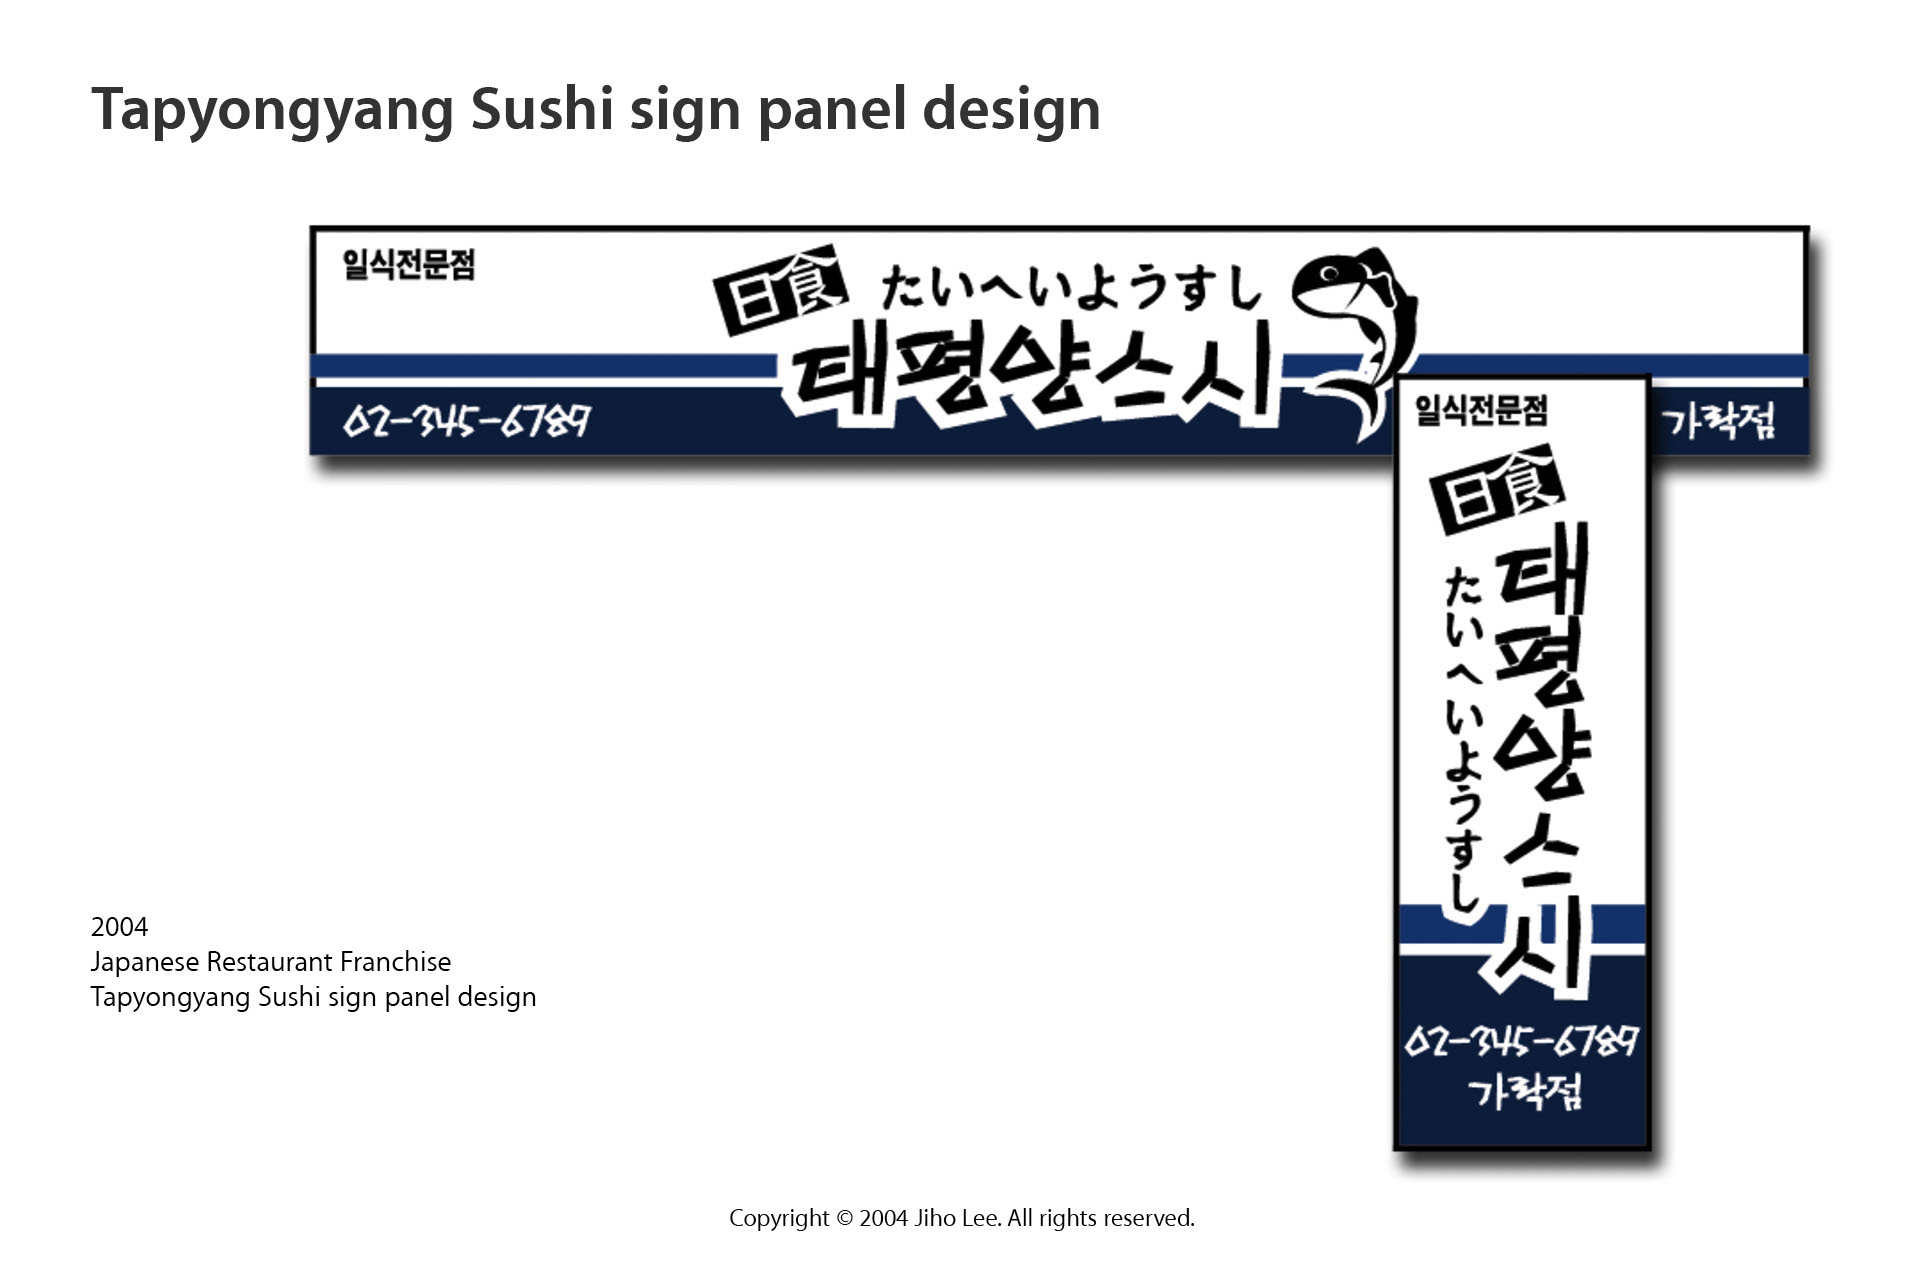 Tapyongyang Sushi sign panel design
일식전문점
日食
たいへいようすし
태평양스시
02-345-6789
가락점
일식전문점
日食
태평양스시
たいへいようすし
02-345-6789
가락점
2004
Japanese Restaurant Franchise
Tapyongyang Sushi sign panel design
Copyright © 2004 Jiho Lee. All rights reserved.